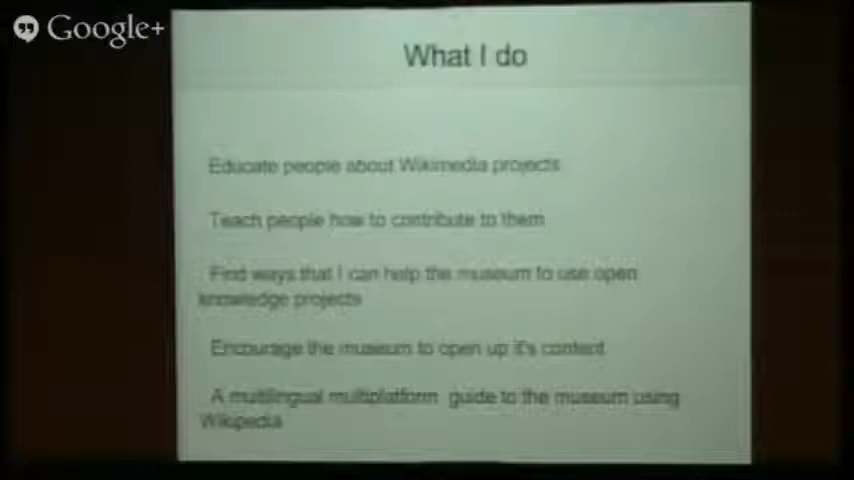 Google+
What I do
Educate people about Wikimedia projects
Teach people how to contribute to them
Find ways that I can help the museum to use open
knowledge projects
Encourage the museum to open up it's content
A multilingual multiplatform guide to the museum using
Wikipedia